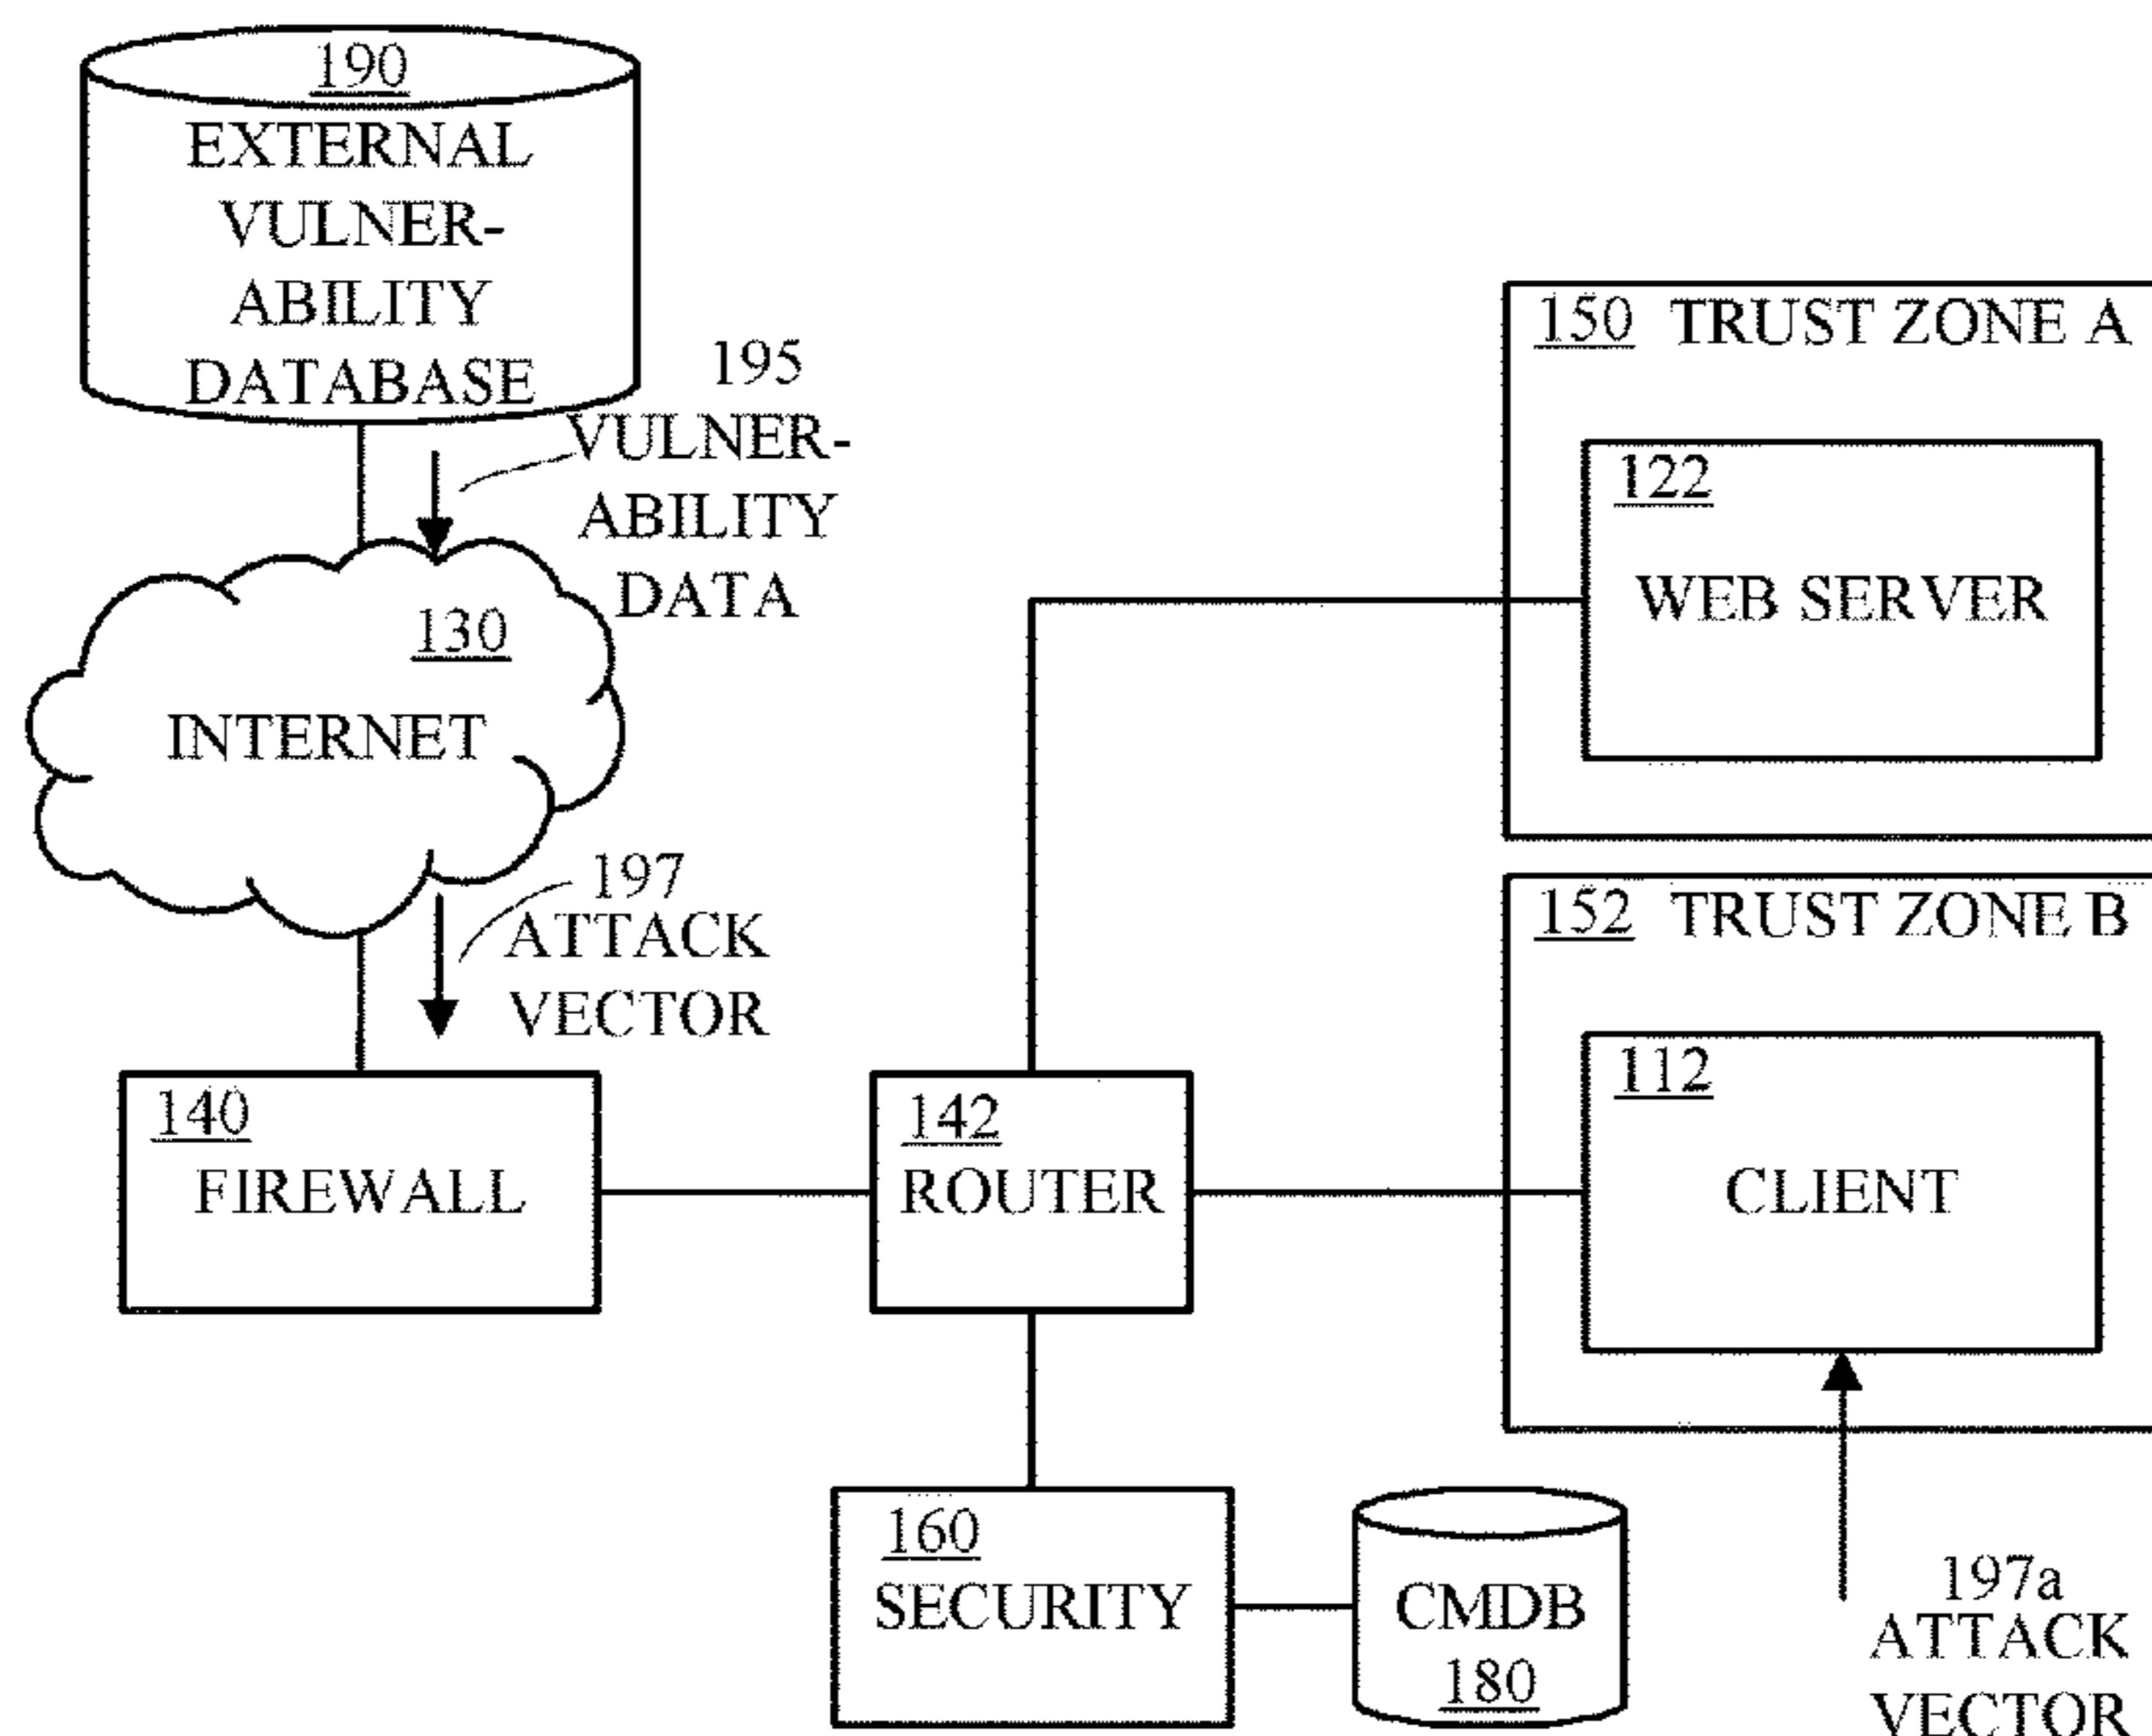 190
EXTERNAL
VULNER-
ABILITY
DATABASE
195
VULNER-
ABILITY
DATA
130
INTERNET
197
ATTACK
VECTOR
150 TRUST ZONE A
122
WEB SERVER
152 TRUST ZONE B
112
CLIENT
140
FIREWALL
142
ROUTER
160
SECURITY
CMDB
180
197a
ATTACK
VECTOR